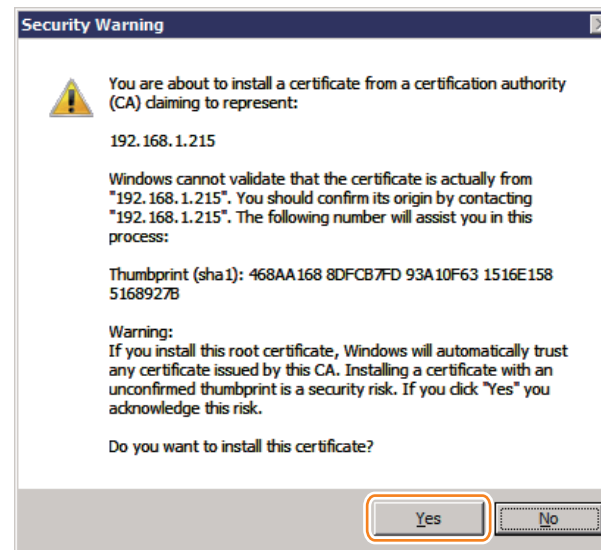 Security Warning
You are about to install a certificate from a certification authority
(CA) claiming to represent:
192.168.1.215
Windows cannot validate that the certificate is actually from
"192.168.1.215". You should confirm its origin by contacting
"192.168.1.215". The following number will assist you in this
process:
Thumbprint (sha1): 468AA168 8DFCB7FD 93A10F63 1516E158
5168927B
Warning:
If you install this root certificate, Windows will automatically trust
any certificate issued by this CA. Installing a certificate with an
unconfirmed thumbprint is a security risk. If you click "Yes" you
acknowledge this risk.
Do you want to install this certificate?
Yes
No